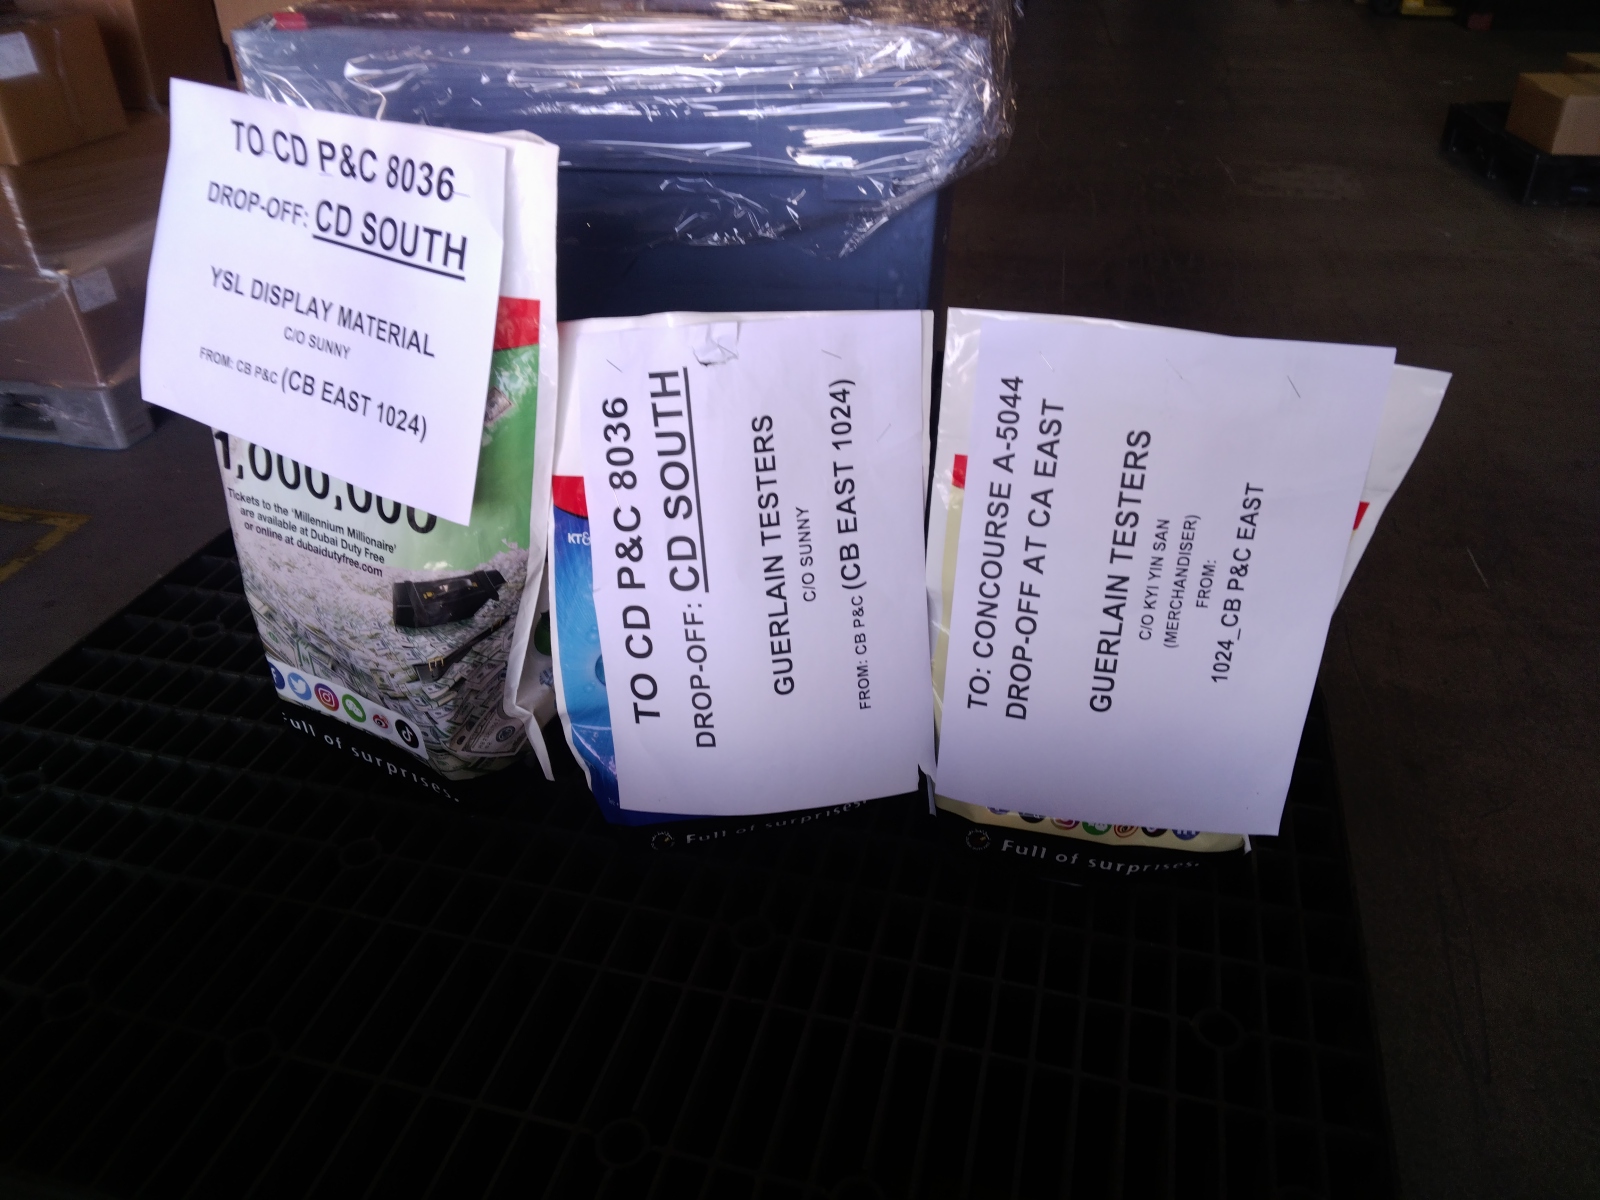 TO CD P&C 8036
DROP-OFF: CD SOUTH
YSL DISPLAY MATERIAL
C/O SUNNY
FROM: CB P&C (CB EAST 1024)
1,000,000
Tickets to the 'Millennium Millionaire'
are available at Dubai Duty Free
or online at dubaidutyfree.com
Full of surprises.
TO CD P&C 8036
DROP-OFF: CD SOUTH
GUERLAIN TESTERS
C/O SUNNY
FROM: CB P&C (CB EAST 1024)
KT&
Full of surprises.
TO: CONCOURSE A-5044
DROP-OFF AT CA EAST
GUERLAIN TESTERS
C/O KYI YIN SAN
(MERCHANDISER)
FROM:
1024_CB P&C EAST
Full of surprises.